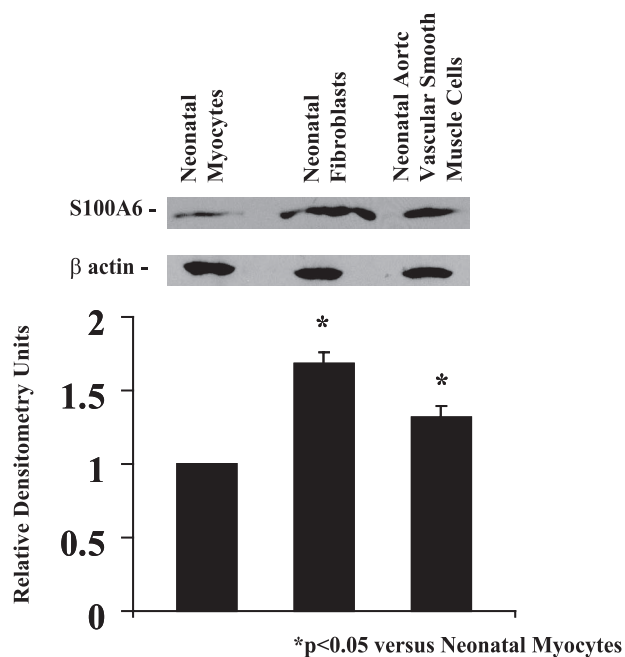 Neonatal
Myocytes
Neonatal
Fibroblasts
Neonatal Aortc
Vascular Smooth
Muscle Cells
S100A6 -
β actin -
Relative Densitometry Units
2
1.5
1
0.5
0
*
*
*p<0.05 versus Neonatal Myocytes